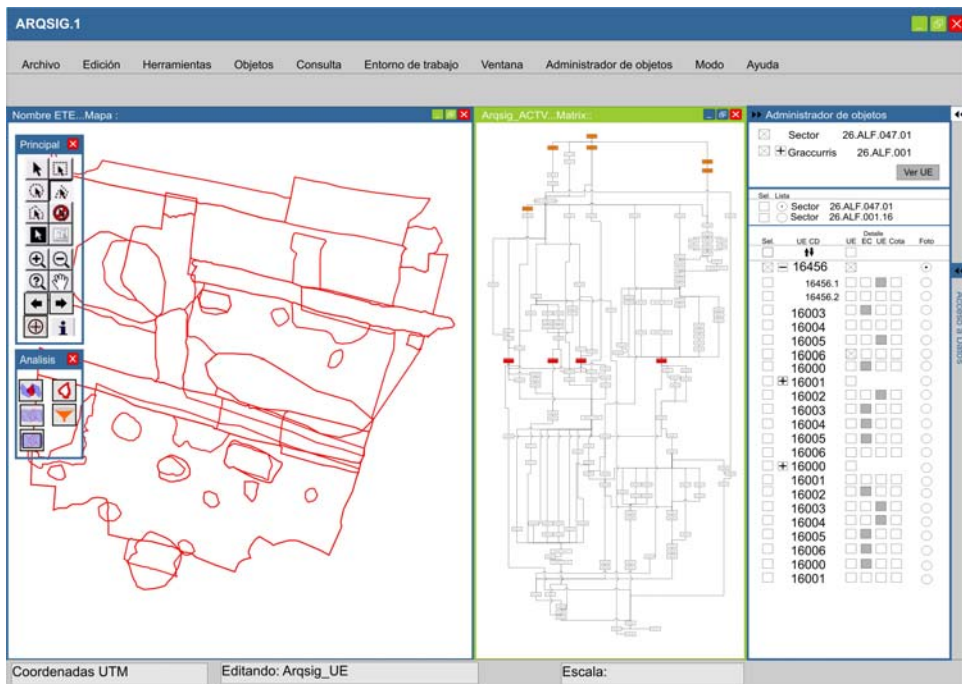 ARQSIG.1
Archivo Edición Herramientas Objetos Consulta Entorno de trabajo Ventana Administrador de objetos Modo Ayuda
Nombre ETE...Mapa :
Principal
Analisis
Arqsig_ACTV...Matrix::
Administrador de objetos
Sector 26.ALF.047.01
Graccurris 26.ALF.001
Ver UE
Sel. Lista
Sector 26.ALF.047.01
Sector 26.ALF.001.16
Detalle
Sel. UE CD UE EC UE Cota Foto
16456
16456.1
16456.2
16003
16004
16005
16006
16000
16001
16002
16003
16004
16005
16006
16000
16001
16002
16003
16004
16005
16006
16000
16001
Acceso a Datos
Coordenadas UTM
Editando: Arqsig_UE
Escala: